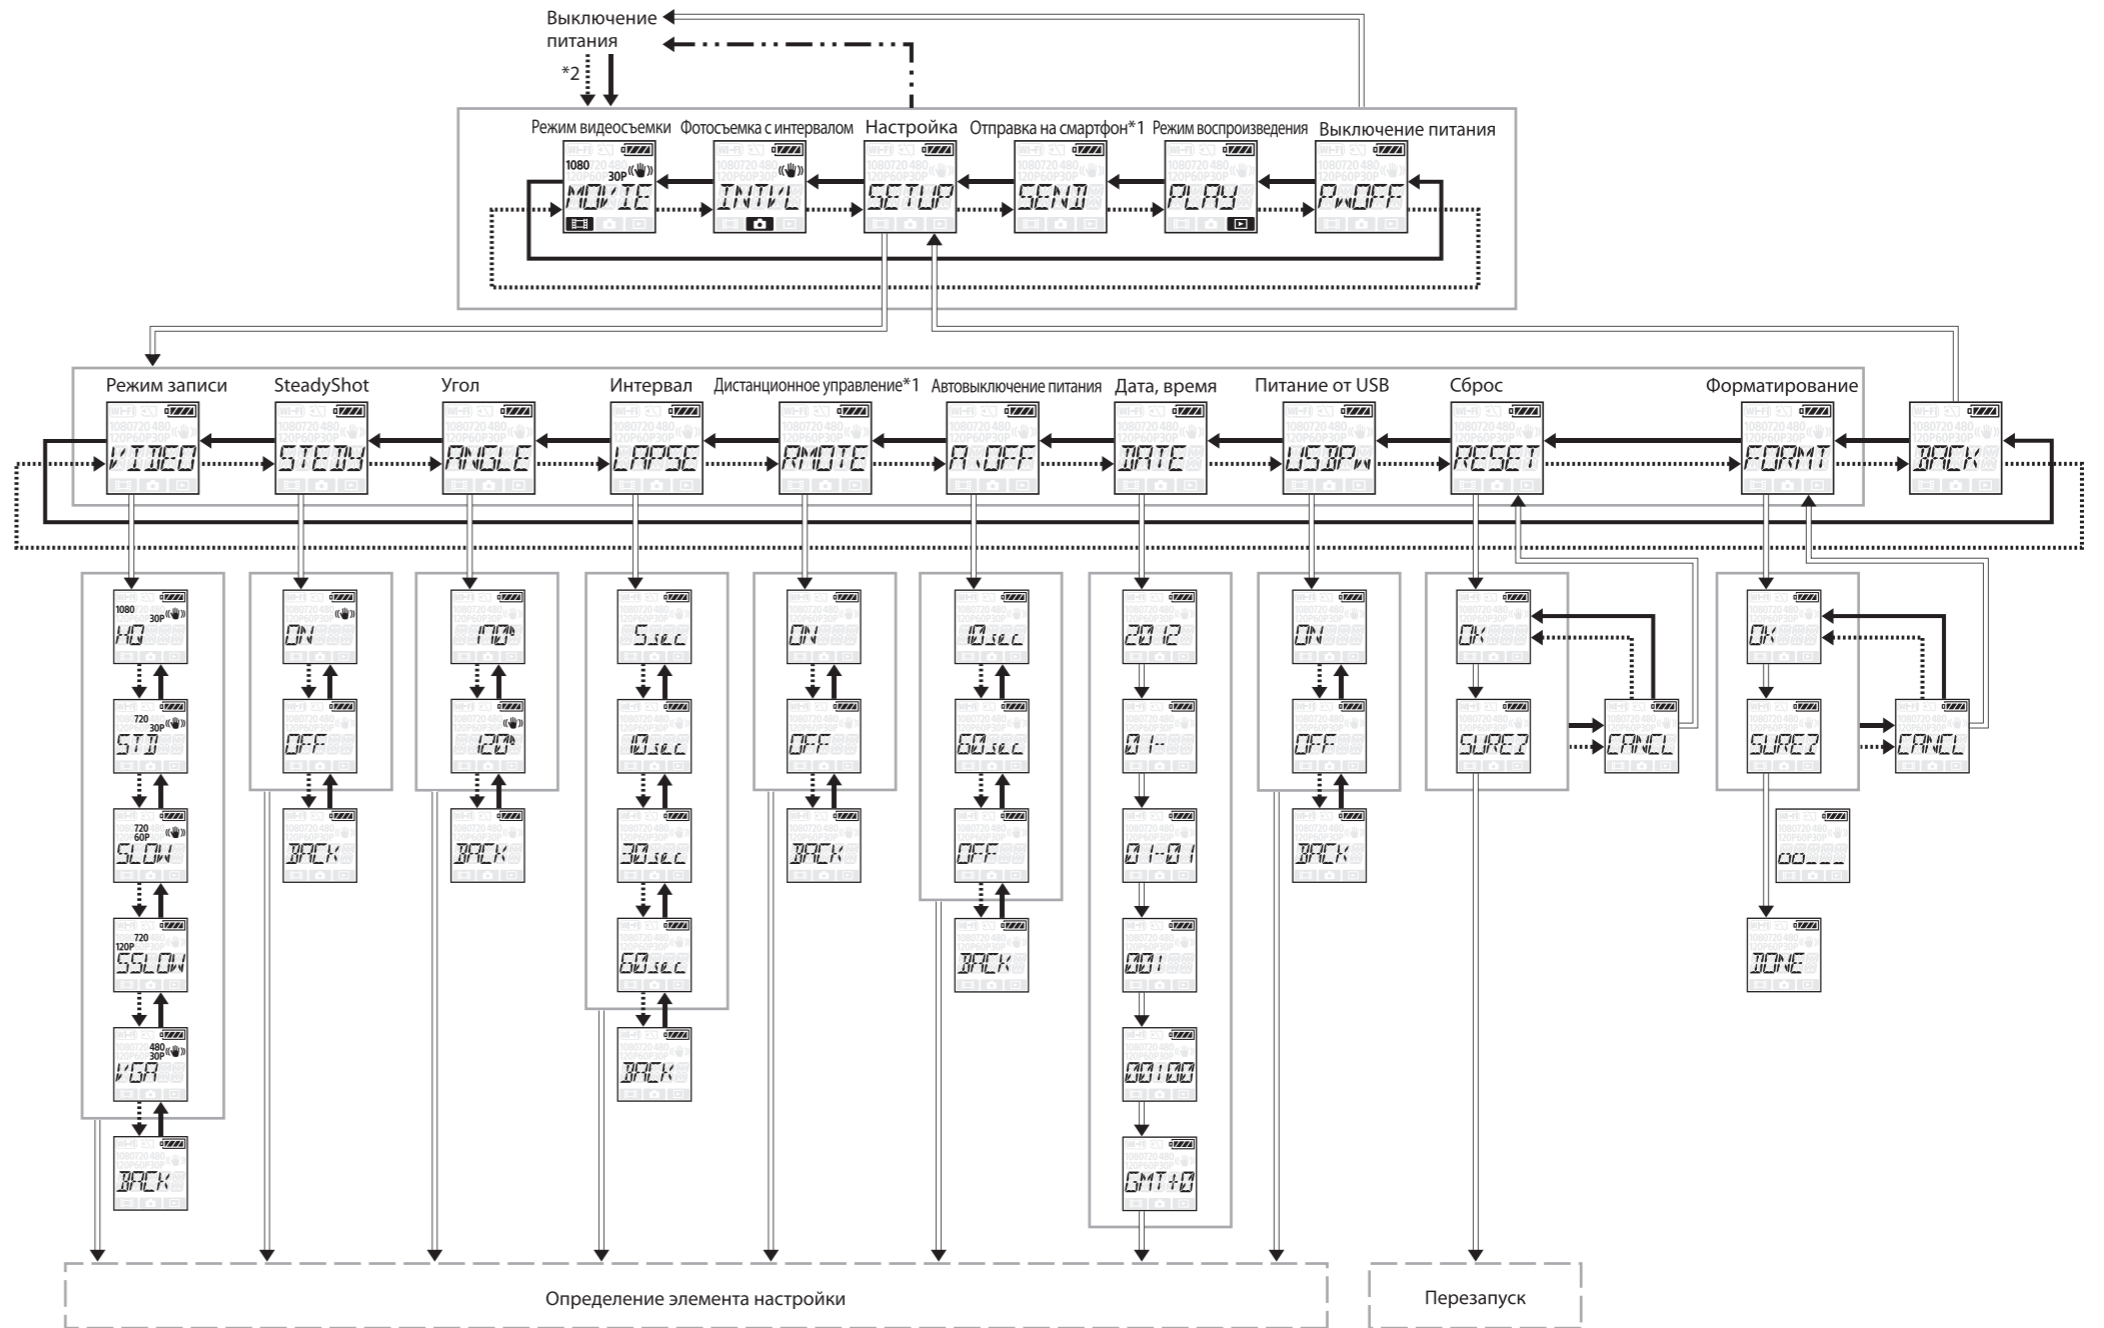 Выключение
питания
*2
Режим видеосъемки Фотосъемка с интервалом Настройка Отправка на смартфон*1 Режим воспроизведения Выключение питания
1080
30P
MOVIE INTVL SETUP SEND PLAY PwOFF
Режим записи SteadyShot Угол Интервал Дистанционное управление*1 Автовыключение питания Дата, время Питание от USB Сброс Форматирование
VIDEO STEDY ANGLE LAPSE RMOTE A.OFF DATE USBPw RESET FORMT BACK
1080
30P
HQ ON 170° 5sec ON 10sec 2012 ON OK OK
720
30P
STD OFF 120° 10sec OFF 60sec 01- OFF SURE? CANCL SURE? CANCL
720
60P
SLOW BACK BACK 30sec BACK OFF 01-01 BACK
720
120P
SSLOW 60sec BACK 001 DONE
480
30P
VGA BACK 00:00
BACK GMT+0
Определение элемента настройки Перезапуск